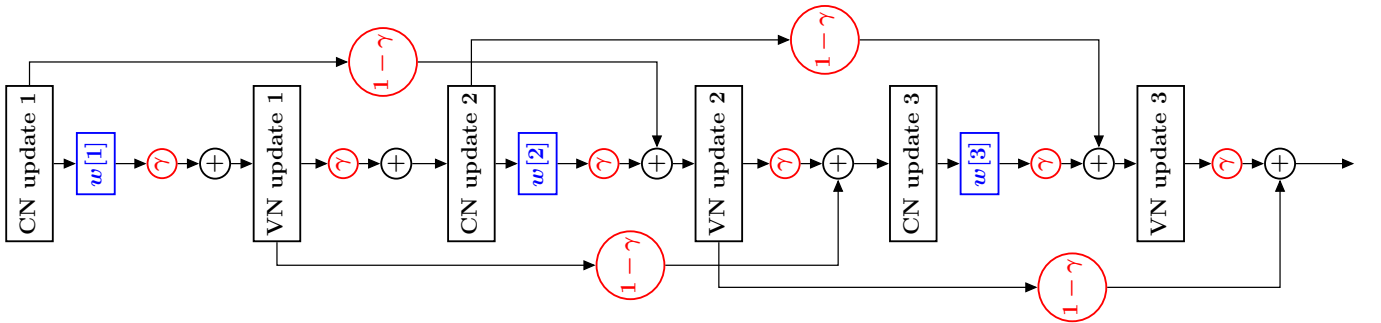 1 − γ
1 − γ
CN update 1
w[1]
γ
+
VN update 1
γ
+
CN update 2
w[2]
γ
+
VN update 2
γ
+
CN update 3
w[3]
γ
+
VN update 3
γ
+
1 − γ
1 − γ